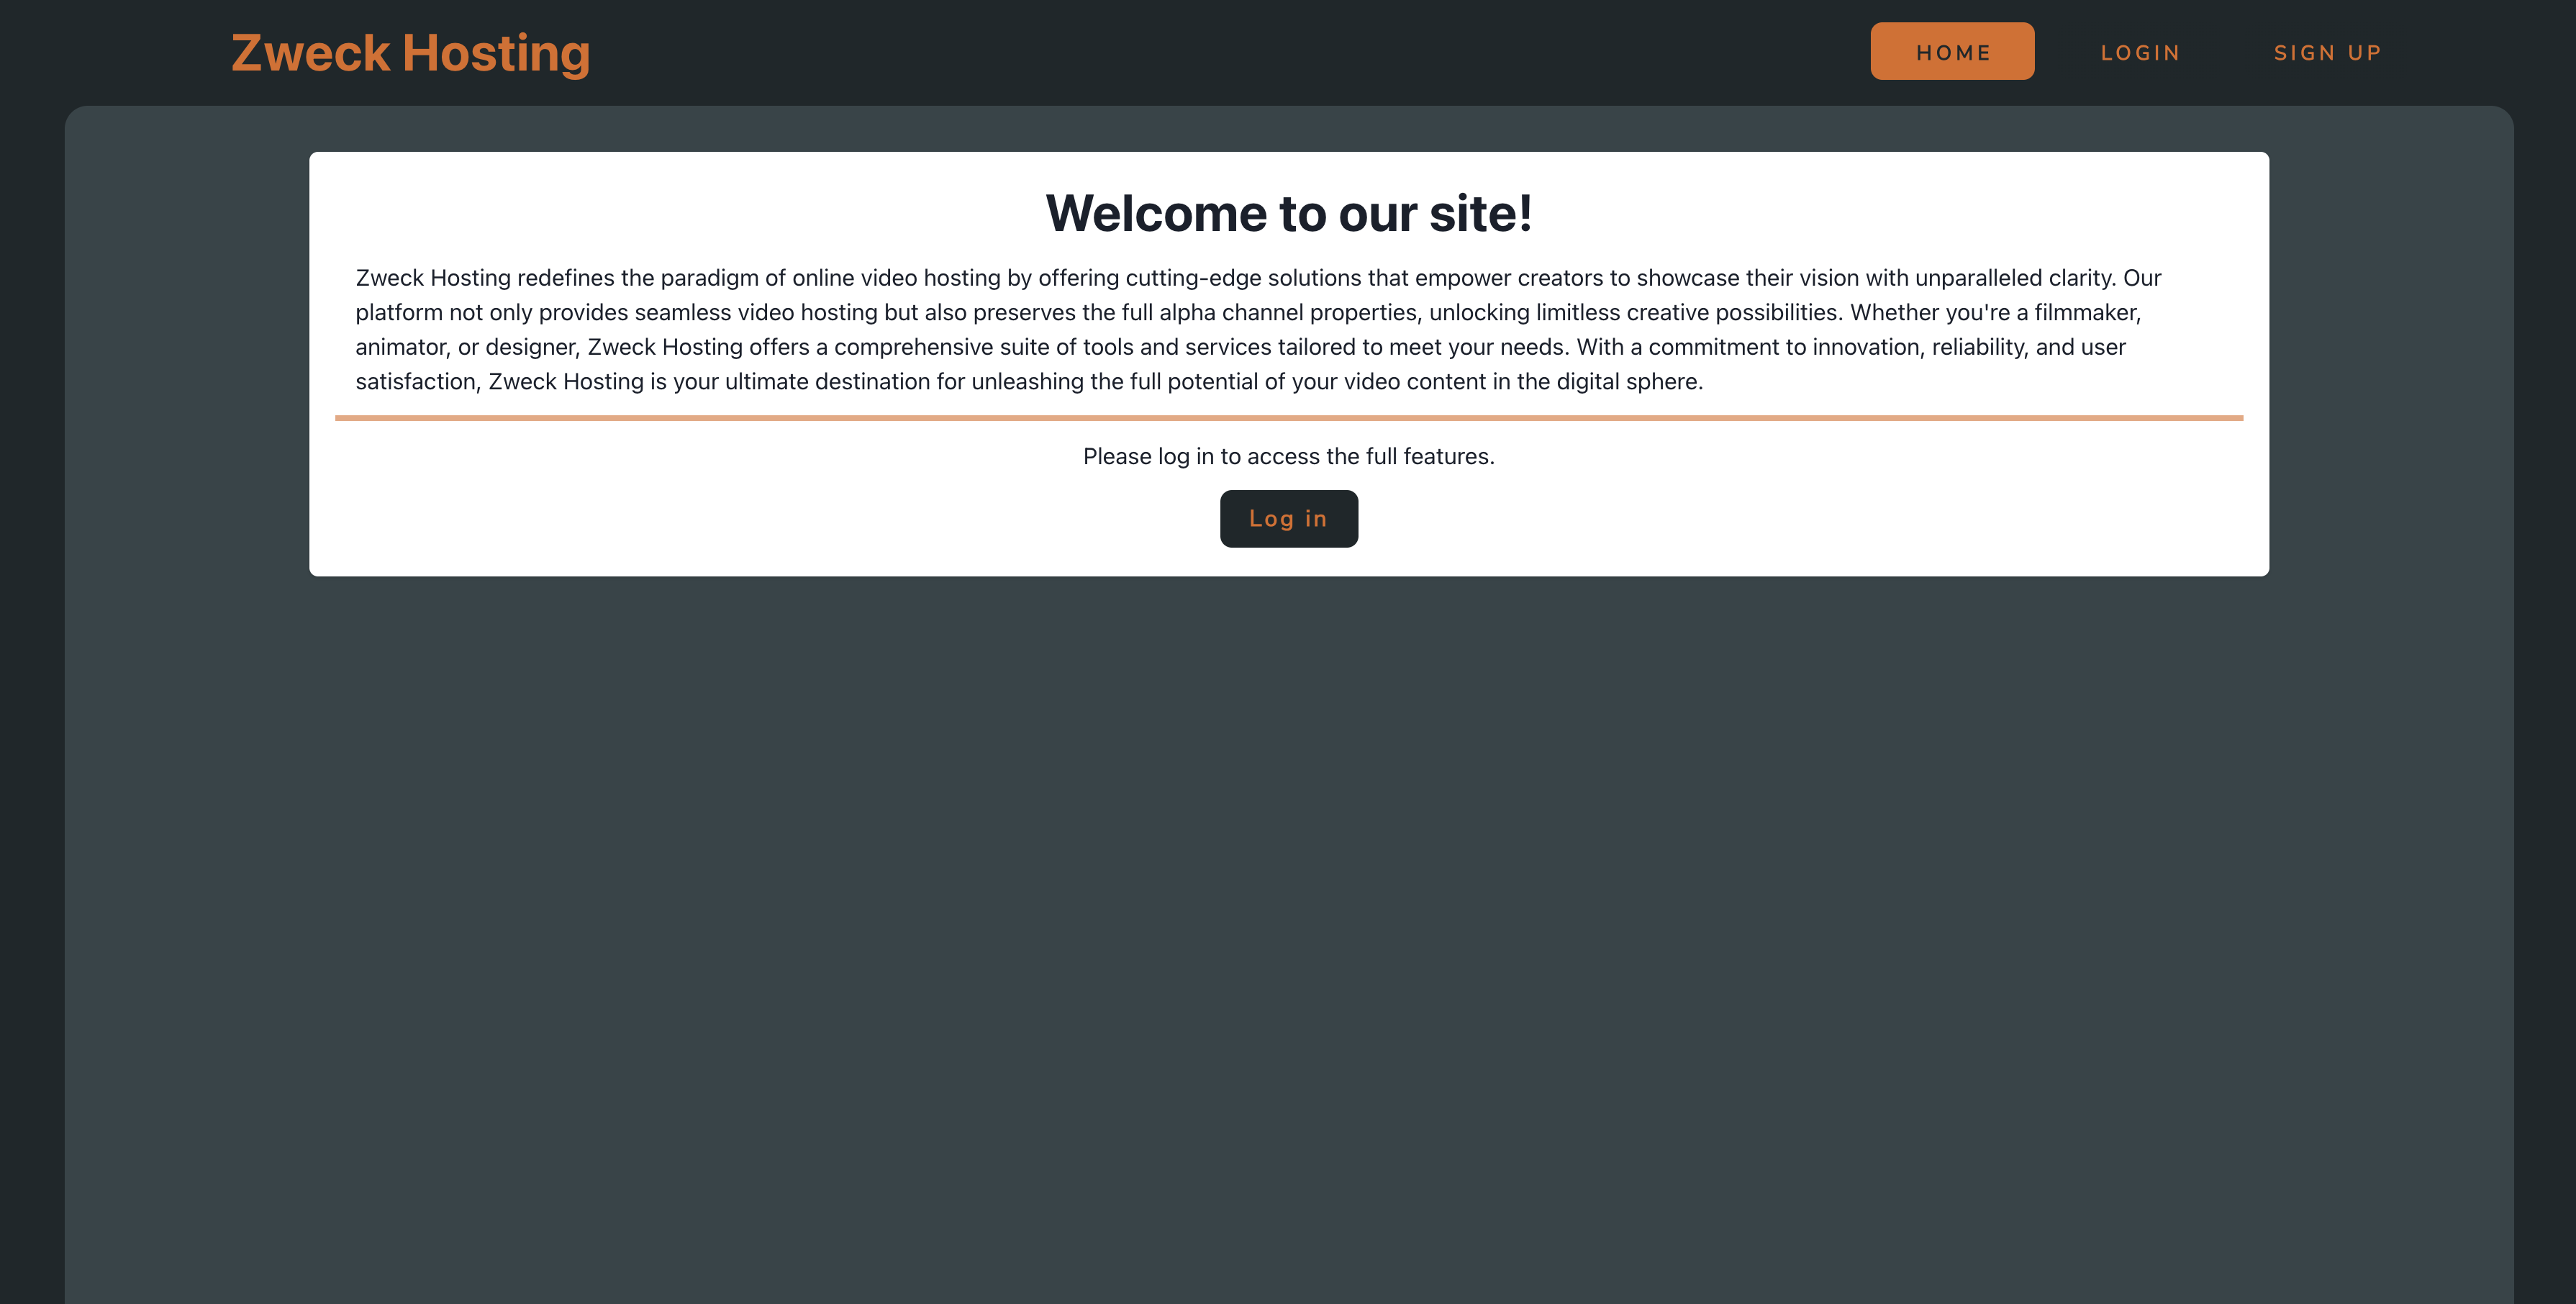 Zweck Hosting
HOME
LOGIN
SIGN UP
Welcome to our site!
Zweck Hosting redefines the paradigm of online video hosting by offering cutting-edge solutions that empower creators to showcase their vision with unparalleled clarity. Our
platform not only provides seamless video hosting but also preserves the full alpha channel properties, unlocking limitless creative possibilities. Whether you're a filmmaker,
animator, or designer, Zweck Hosting offers a comprehensive suite of tools and services tailored to meet your needs. With a commitment to innovation, reliability, and user
satisfaction, Zweck Hosting is your ultimate destination for unleashing the full potential of your video content in the digital sphere.
Please log in to access the full features.
Log in